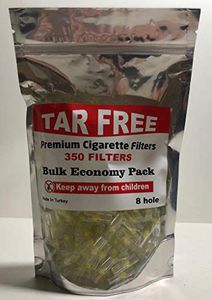 TAR FREE
Premium Cigarette Filters
350 FILTERS
Bulk Economy Pack
Keep away from children
Made in Turkey
8 hole